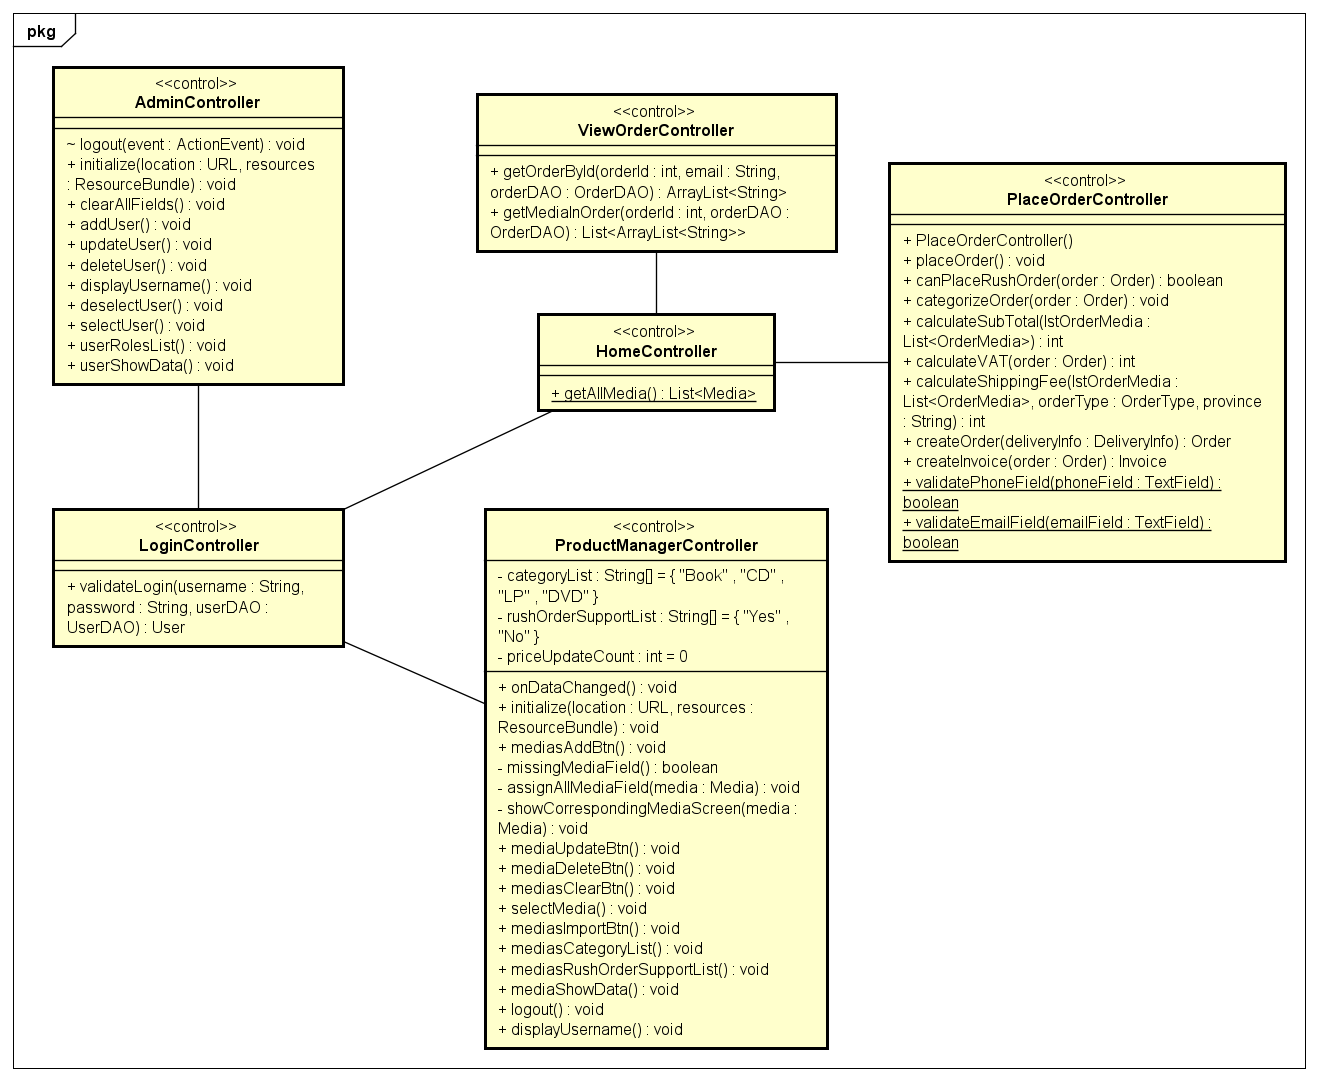 pkg
<<control>>
AdminController
~ logout(event : ActionEvent) : void
+ initialize(location : URL, resources
: ResourceBundle) : void
+ clearAllFields() : void
+ addUser() : void
+ updateUser() : void
+ deleteUser() : void
+ displayUsername() : void
+ deselectUser() : void
+ selectUser() : void
+ userRolesList() : void
+ userShowData() : void
<<control>>
ViewOrderController
+ getOrderById(orderId : int, email : String,
orderDAO : OrderDAO) : ArrayList<String>
+ getMediaInOrder(orderId : int, orderDAO :
OrderDAO) : List<ArrayList<String>>
<<control>>
PlaceOrderController
+ PlaceOrderController()
+ placeOrder() : void
+ canPlaceRushOrder(order : Order) : boolean
+ categorizeOrder(order : Order) : void
+ calculateSubTotal(lstOrderMedia :
List<OrderMedia>) : int
+ calculateVAT(order : Order) : int
+ calculateShippingFee(lstOrderMedia :
List<OrderMedia>, orderType : OrderType, province
: String) : int
+ createOrder(deliveryInfo : DeliveryInfo) : Order
+ createInvoice(order : Order) : Invoice
+ validatePhoneField(phoneField : TextField) :
boolean
+ validateEmailField(emailField : TextField) :
boolean
<<control>>
HomeController
+ getAllMedia() : List<Media>
<<control>>
LoginController
+ validateLogin(username : String,
password : String, userDAO :
UserDAO) : User
<<control>>
ProductManagerController
- categoryList : String[] = { "Book" , "CD" ,
"LP" , "DVD" }
- rushOrderSupportList : String[] = { "Yes" ,
"No" }
- priceUpdateCount : int = 0
+ onDataChanged() : void
+ initialize(location : URL, resources :
ResourceBundle) : void
+ mediasAddBtn() : void
- missingMediaField() : boolean
- assignAllMediaField(media : Media) : void
- showCorrespondingMediaScreen(media :
Media) : void
+ mediaUpdateBtn() : void
+ mediaDeleteBtn() : void
+ mediasClearBtn() : void
+ selectMedia() : void
+ mediasImportBtn() : void
+ mediasCategoryList() : void
+ mediasRushOrderSupportList() : void
+ mediaShowData() : void
+ logout() : void
+ displayUsername() : void